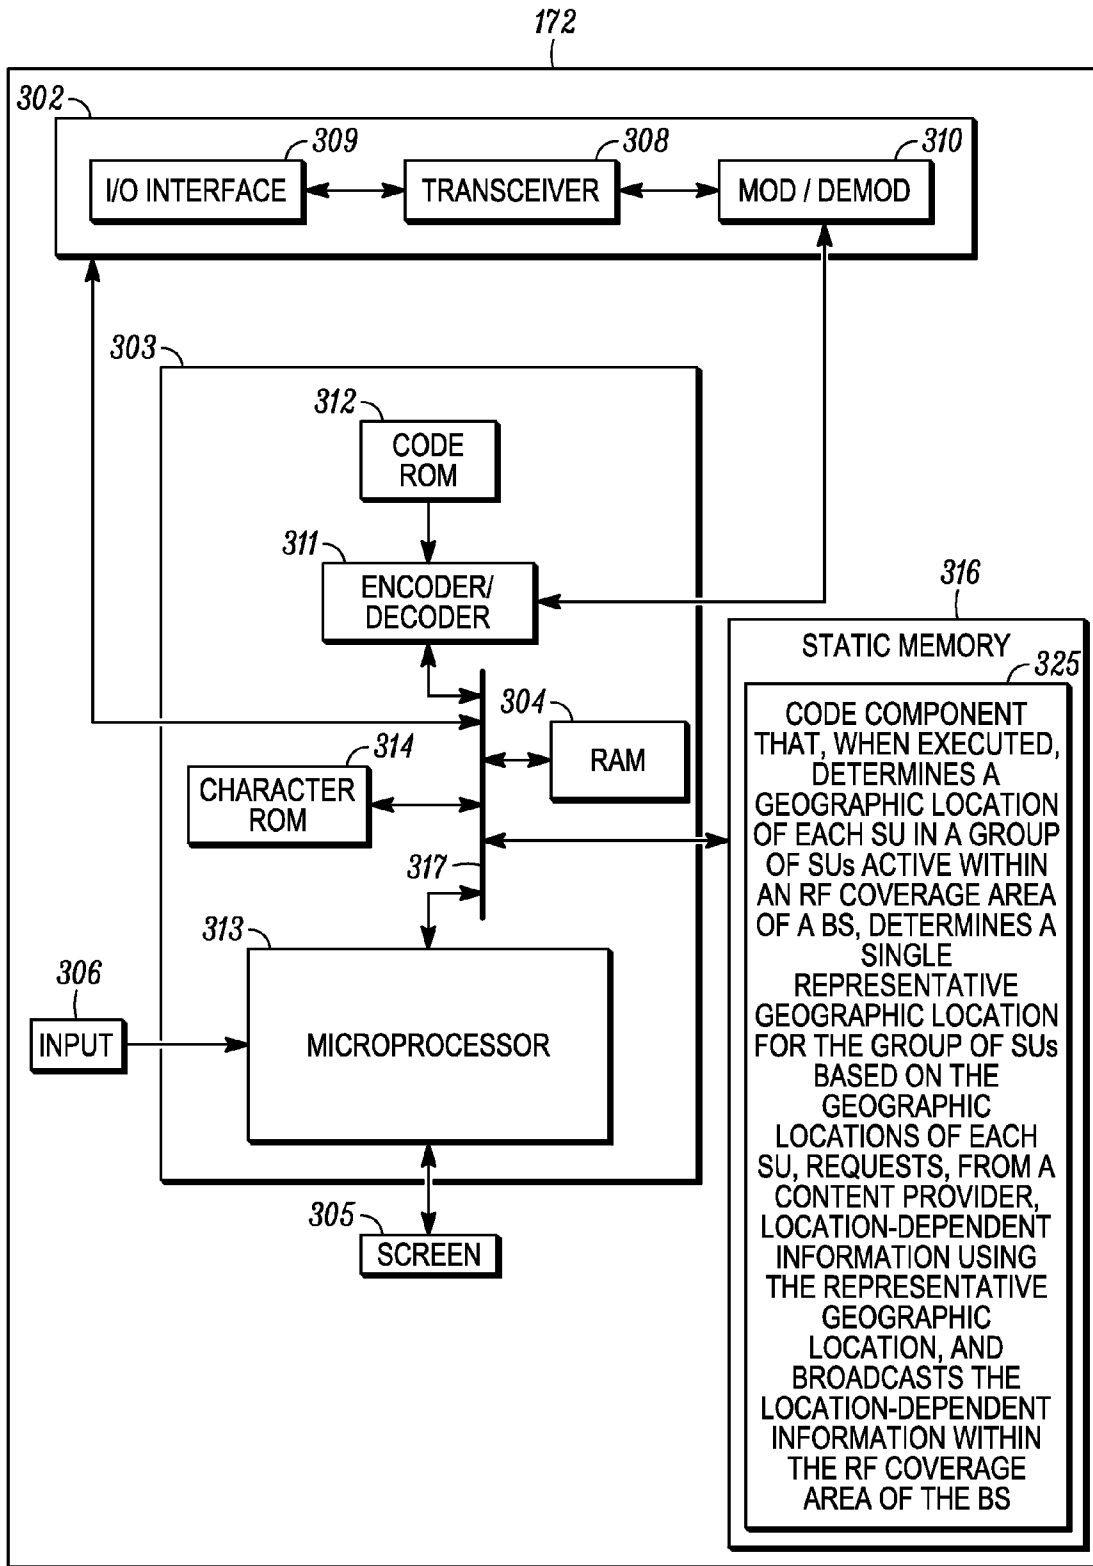 172
302
309
308
310
I/O INTERFACE
TRANSCEIVER
MOD / DEMOD
303
312
CODE
ROM
311
ENCODER/
DECODER
316
STATIC MEMORY
325
304
RAM
314
CHARACTER
ROM
317
313
MICROPROCESSOR
306
INPUT
305
SCREEN
CODE COMPONENT
THAT, WHEN EXECUTED,
DETERMINES A
GEOGRAPHIC LOCATION
OF EACH SU IN A GROUP
OF SUs ACTIVE WITHIN
AN RF COVERAGE AREA
OF A BS, DETERMINES A
SINGLE
REPRESENTATIVE
GEOGRAPHIC LOCATION
FOR THE GROUP OF SUs
BASED ON THE
GEOGRAPHIC
LOCATIONS OF EACH
SU, REQUESTS, FROM A
CONTENT PROVIDER,
LOCATION-DEPENDENT
INFORMATION USING
THE REPRESENTATIVE
GEOGRAPHIC
LOCATION, AND
BROADCASTS THE
LOCATION-DEPENDENT
INFORMATION WITHIN
THE RF COVERAGE
AREA OF THE BS